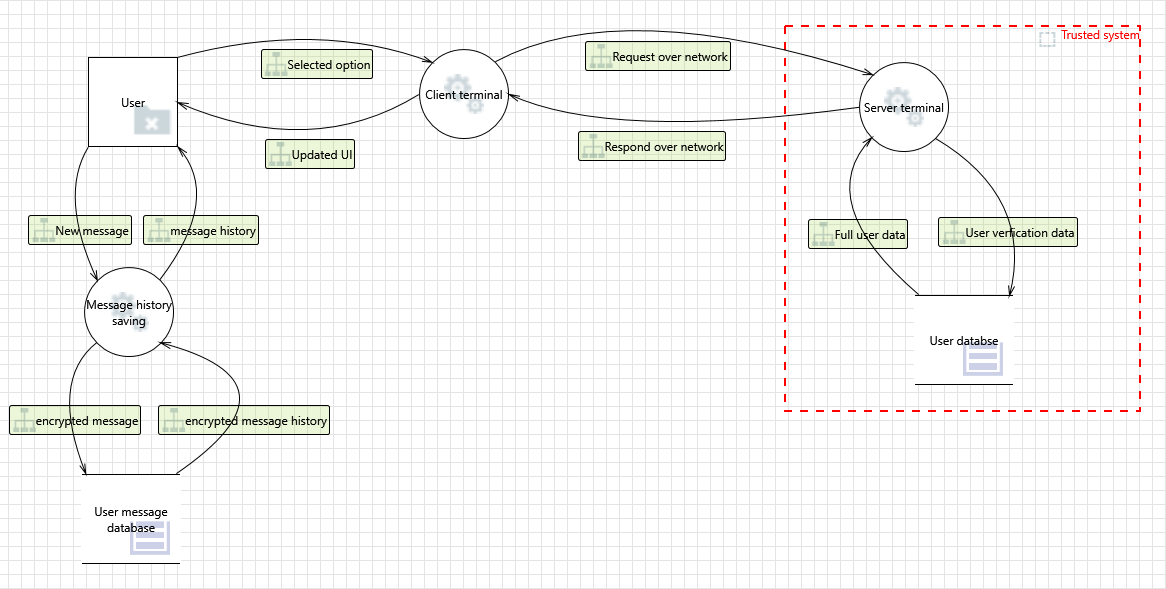 Trusted system
Selected option
Request over network
User
Client terminal
Server terminal
Updated UI
Respond over network
New message
message history
Full user data
User verfication data
Message history
saving
User databse
encrypted message
encrypted message history
User message
database